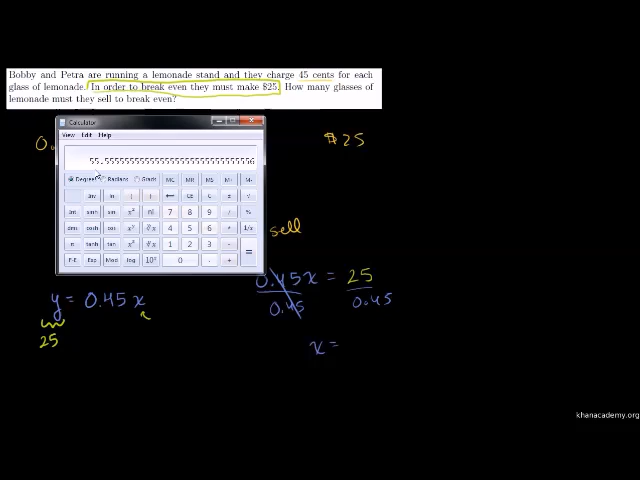 Bobby and Petra are running a lemonade stand and they charge 45 cents for each
glass of lemonade. In order to break even they must make $25. How many glasses of
lemonade must they sell to break even?
Calculator
View Edit Help
0.
$25
55.5555555555555555555555555555556
Degrees Radians Grads MC MR MS M+ M-
Inv ln ( ) ← CE C ± √
Int sinh sin x² n! 7 8 9 / %
dms cosh cos 4 5 6 * 1/x
π tanh tan x³ 1 2 3 - =
F-E Exp Mod log 10ˣ 0 . +
sell
0.45x = 25
0.45 0.45
y = 0.45x
25
x =
khanacademy.org